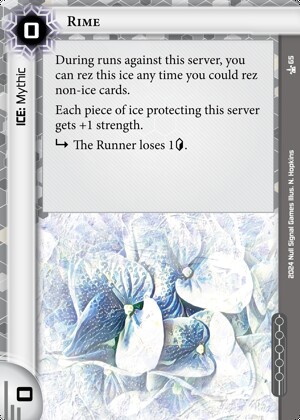 0
Rime
ICE: Mythic
During runs against this server, you
can rez this ice any time you could rez
non-ice cards.
Each piece of ice protecting this server
gets +1 strength.
↳ The Runner loses 1.
65
2024 Null Signal Games Illus. N. Hopkins
0